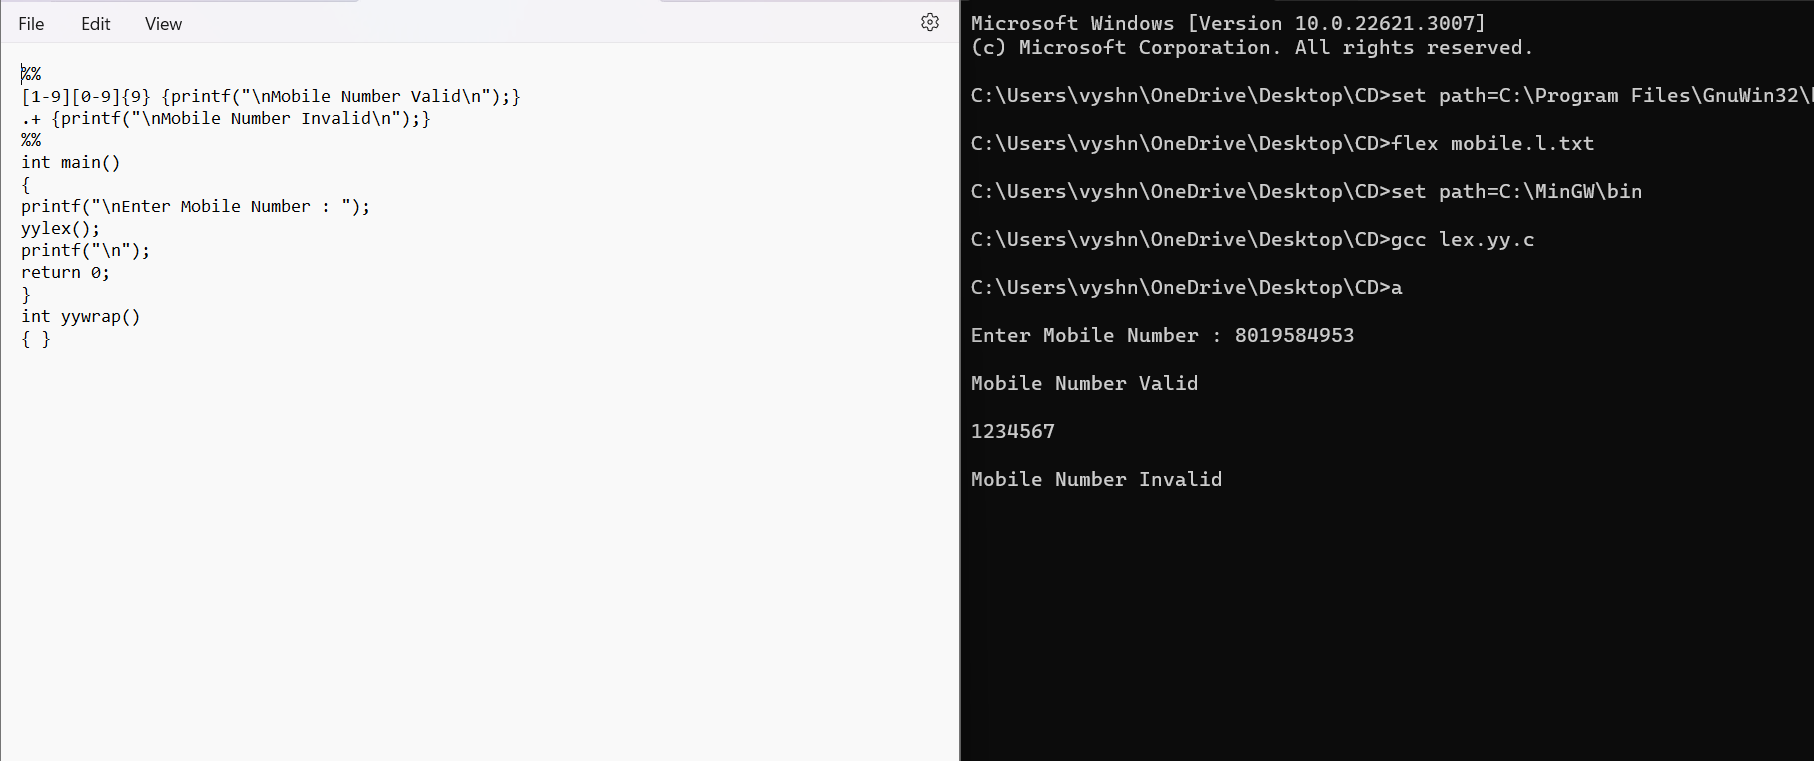 File Edit View
%%
[1-9][0-9]{9} {printf("\nMobile Number Valid\n");}
.+ {printf("\nMobile Number Invalid\n");}
%%
int main()
{
printf("\nEnter Mobile Number : ");
yylex();
printf("\n");
return 0;
}
int yywrap()
{ }
Microsoft Windows [Version 10.0.22621.3007]
(c) Microsoft Corporation. All rights reserved.
C:\Users\vyshn\OneDrive\Desktop\CD>set path=C:\Program Files\GnuWin32\
C:\Users\vyshn\OneDrive\Desktop\CD>flex mobile.l.txt
C:\Users\vyshn\OneDrive\Desktop\CD>set path=C:\MinGW\bin
C:\Users\vyshn\OneDrive\Desktop\CD>gcc lex.yy.c
C:\Users\vyshn\OneDrive\Desktop\CD>a
Enter Mobile Number : 8019584953
Mobile Number Valid
1234567
Mobile Number Invalid